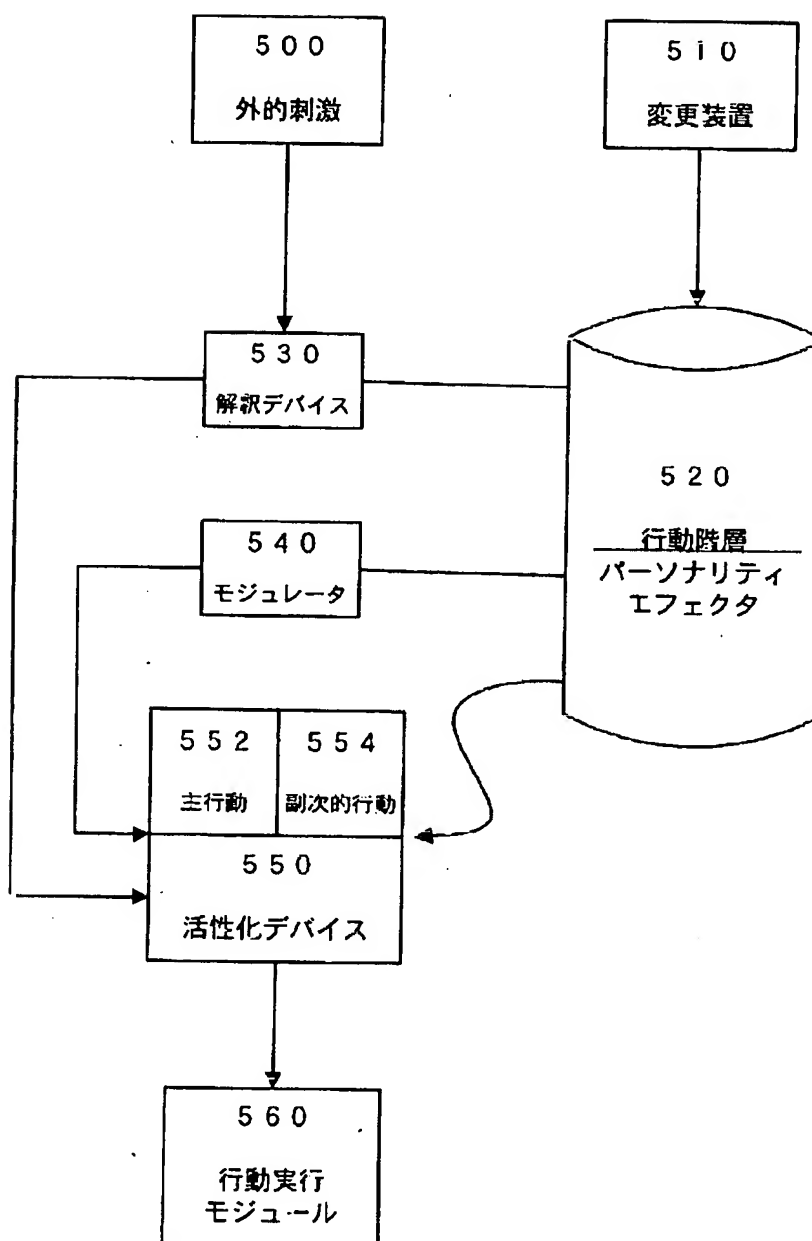 ５００
外的刺激
５１０
変更装置
５３０
解釈デバイス
５２０
行動階層
パーソナリティ
エフェクタ
５４０
モジュレータ
５５２
主行動
５５４
副次的行動
５５０
活性化デバイス
５６０
行動実行
モジュール